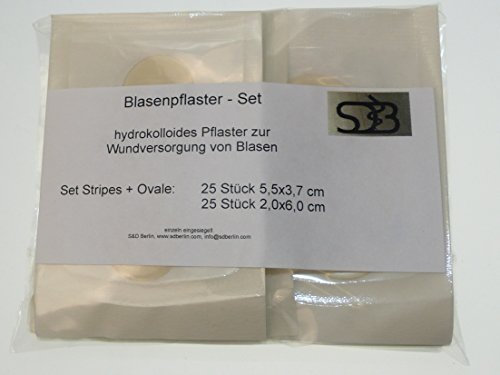 Blasenpflaster - Set
S&B
hydrokolloides Pflaster zur
Wundversorgung von Blasen
Set Stripes + Ovale: 25 Stück 5,5x3,7 cm
25 Stück 2,0x6,0 cm
einzeln eingesiegelt
S&D Berlin, www.sdberlin.com, info@sdberlin.com